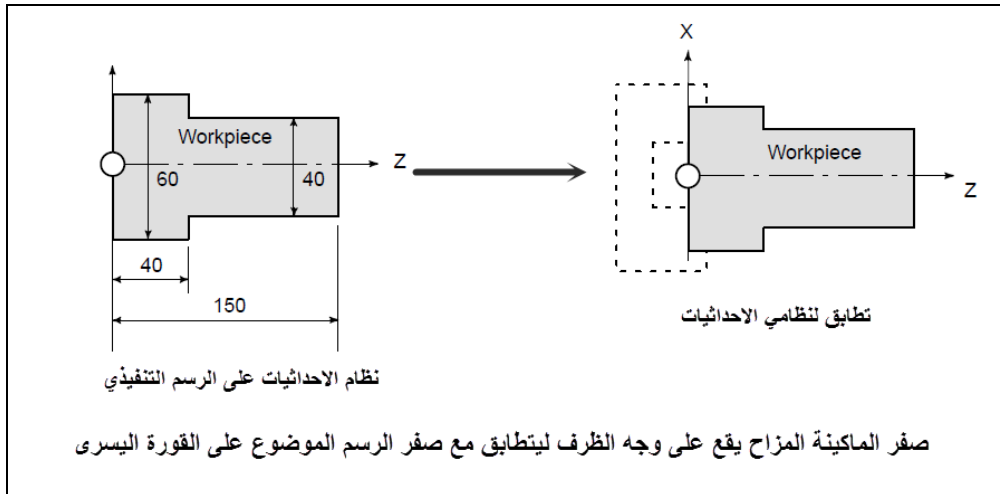 X
Workpiece
Z
60
40
40
150
Workpiece
Z
تطابق لنظامي الاحداثيات
نظام الاحداثيات على الرسم التنفيذي
صفر الماكينة المزاح يقع على وجه الظرف ليتطابق مع صفر الرسم الموضوع على القورة اليسرى